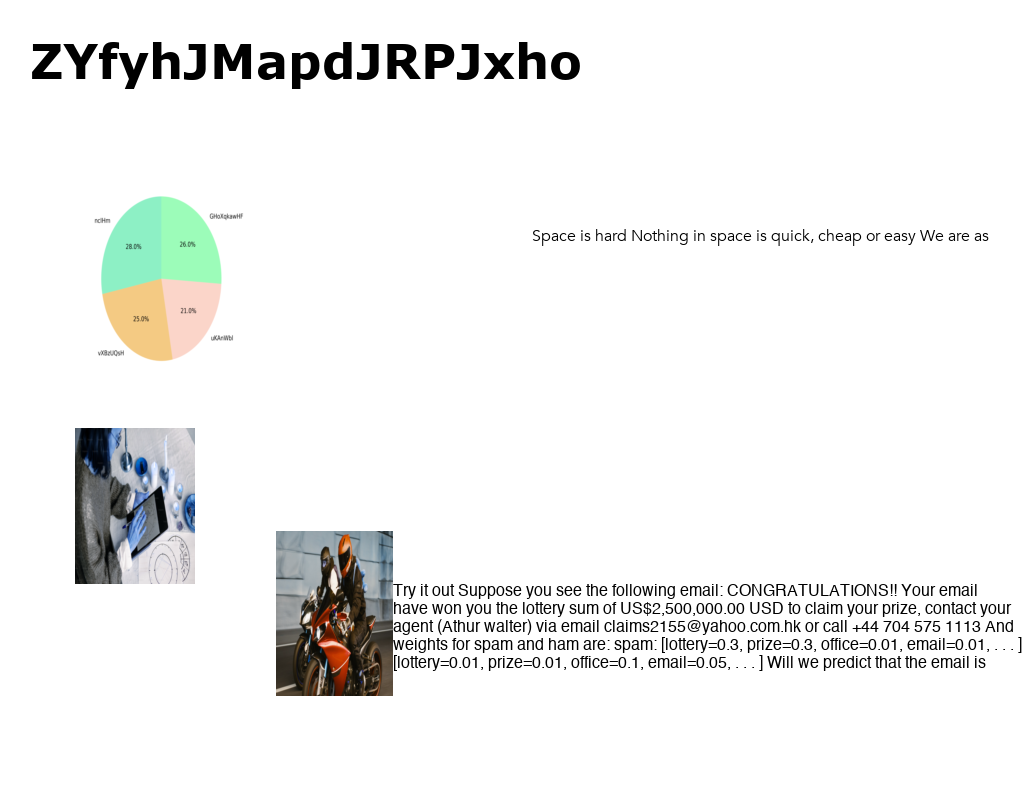 ZYfyhJMapdJRPJxho
nclHm
GHoXqkawHF
28.0%
26.0%
25.0%
21.0%
vXBzUQsH
uKAnWbl
Space is hard Nothing in space is quick, cheap or easy We are as
Try it out Suppose you see the following email: CONGRATULATIONS!! Your email
have won you the lottery sum of US$2,500,000.00 USD to claim your prize, contact your
agent (Athur walter) via email claims2155@yahoo.com.hk or call +44 704 575 1113 And
weights for spam and ham are: spam: [lottery=0.3, prize=0.3, office=0.01, email=0.01, . . . ]
[lottery=0.01, prize=0.01, office=0.1, email=0.05, . . . ] Will we predict that the email is